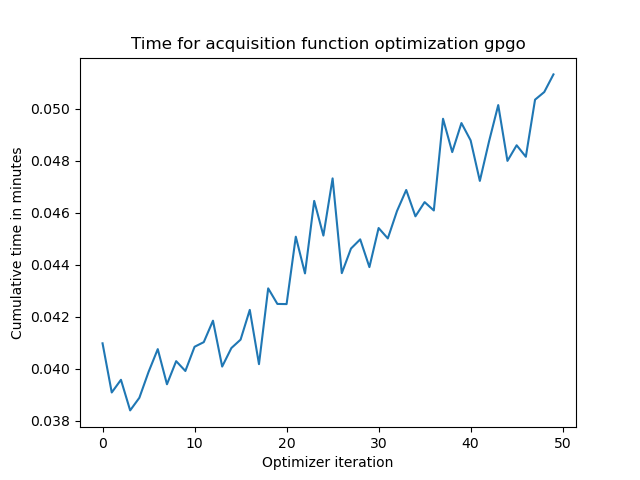 Time for acquisition function optimization gpgo
Cumulative time in minutes
0.050
0.048
0.046
0.044
0.042
0.040
0.038
0 10 20 30 40 50
Optimizer iteration